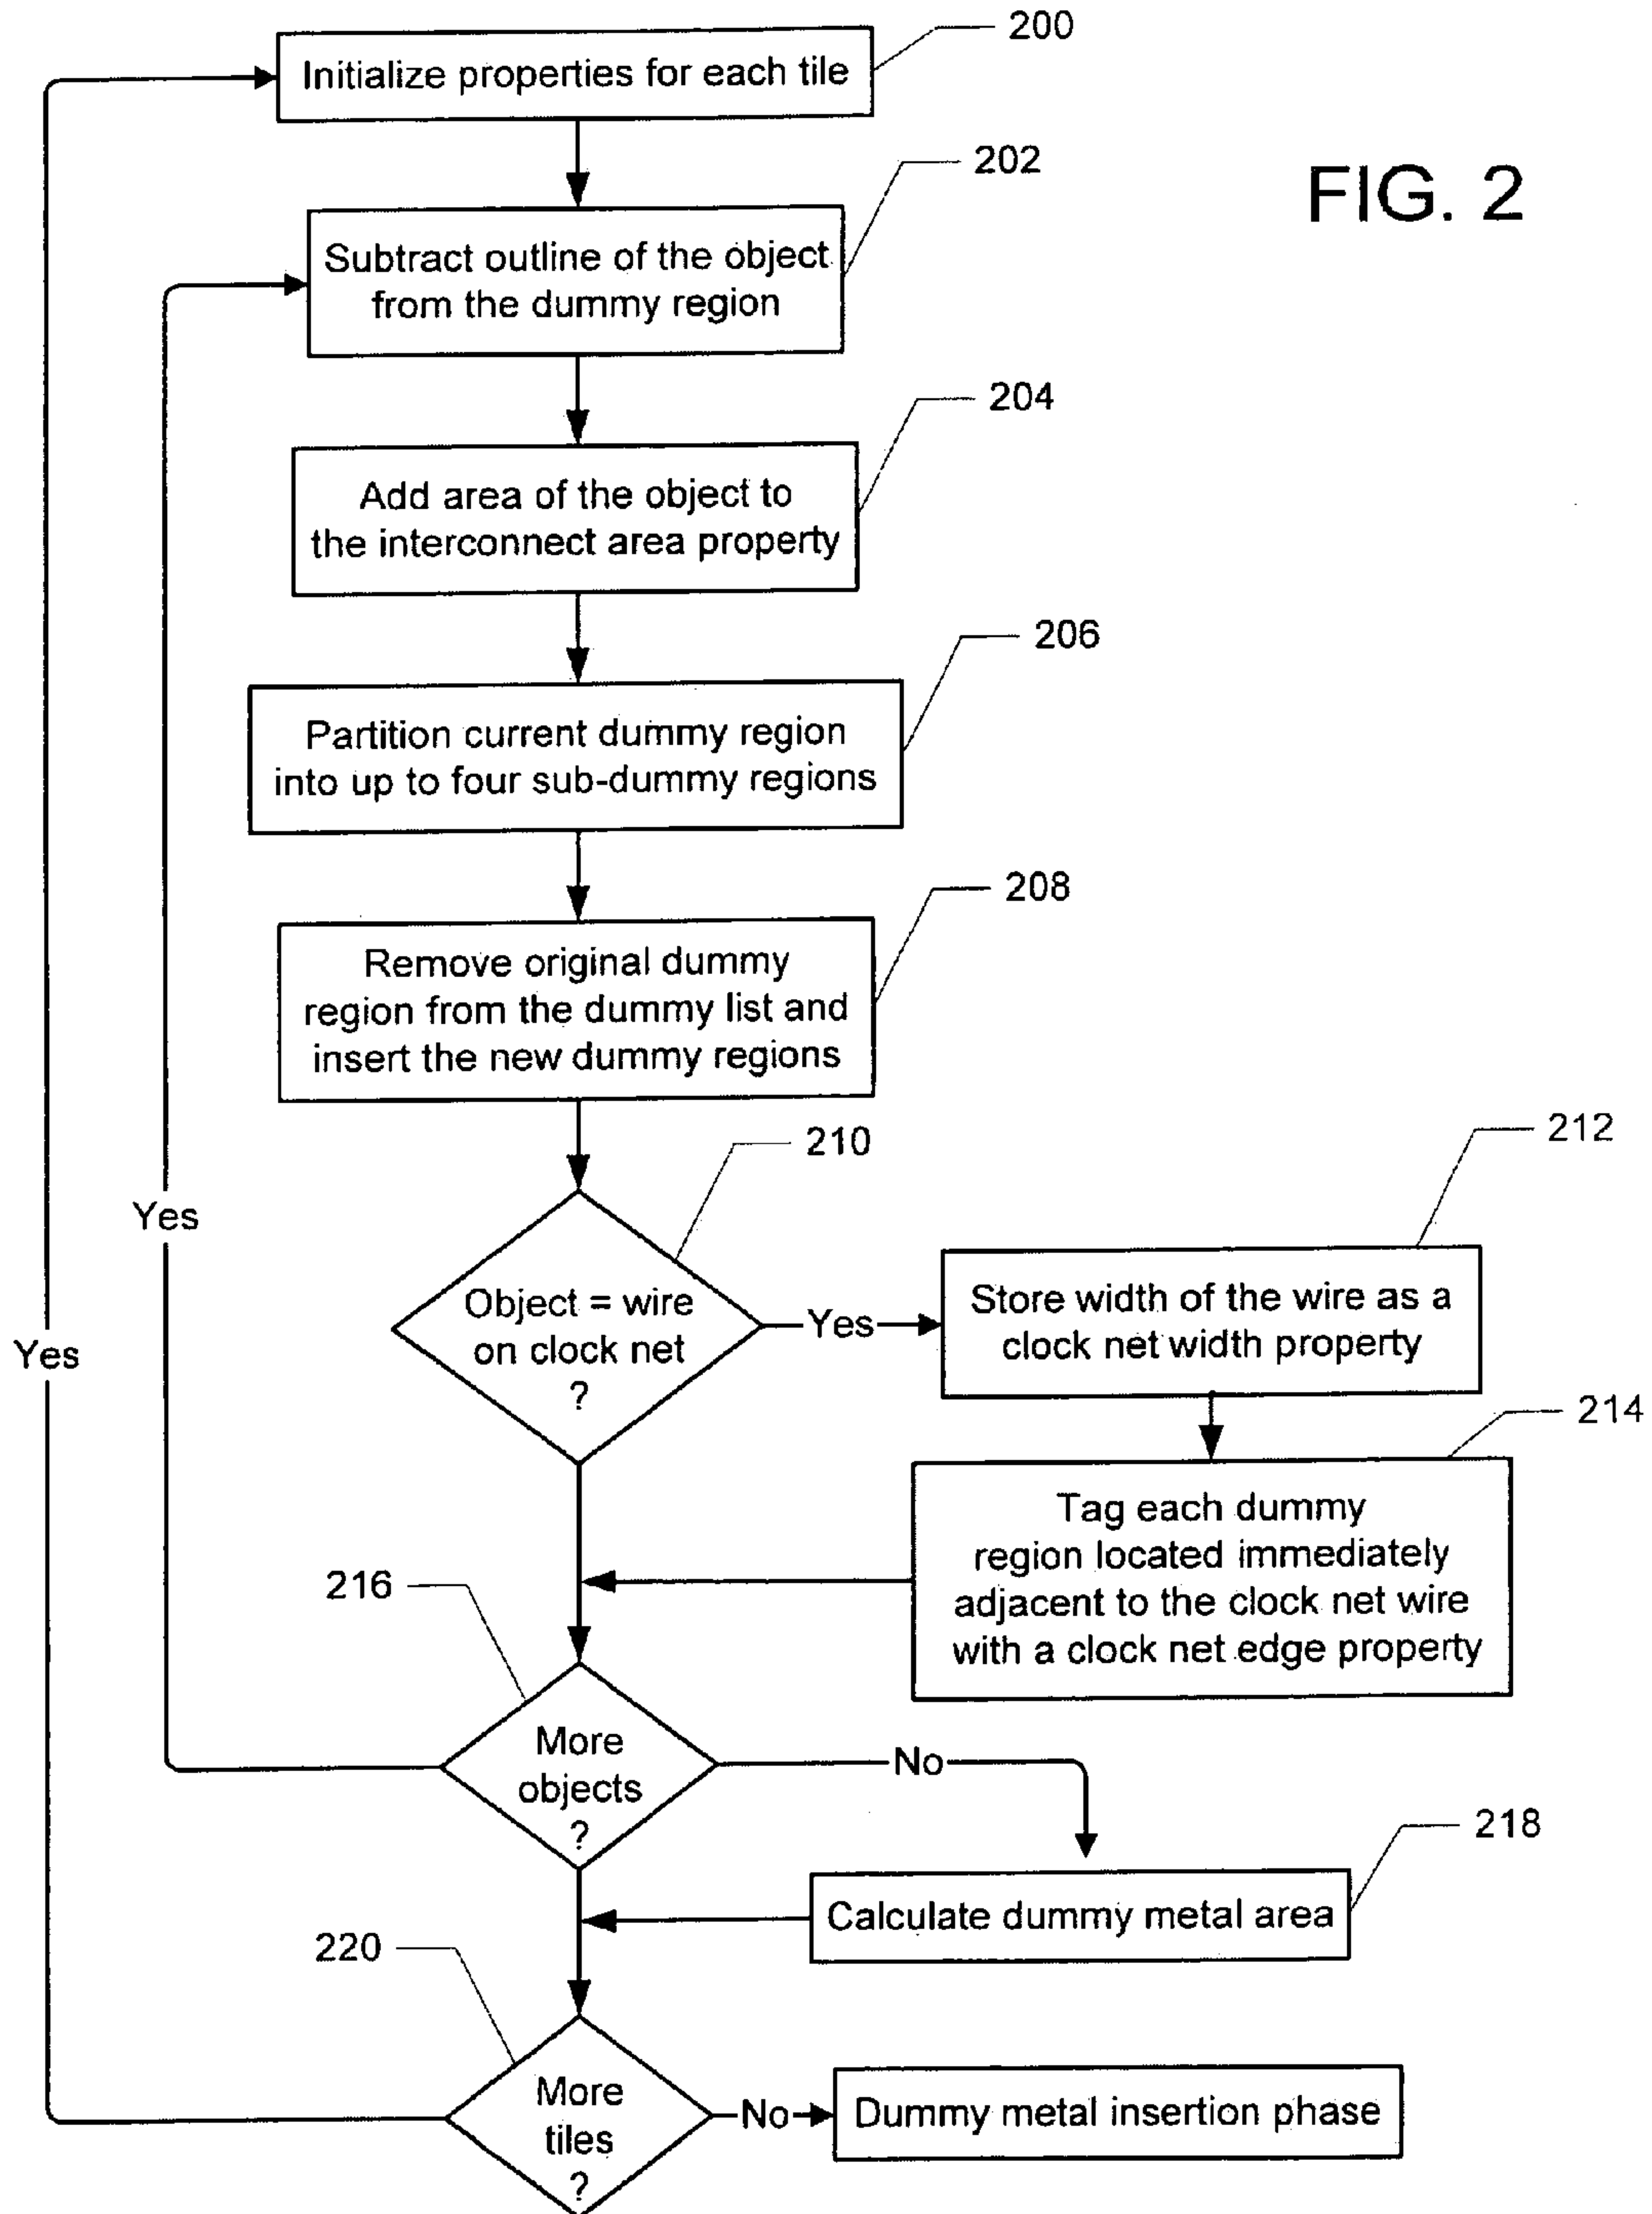 200
Initialize properties for each tile
202
FIG. 2
Subtract outline of the object
from the dummy region
204
Add area of the object to
the interconnect area property
206
Partition current dummy region
into up to four sub-dummy regions
208
Remove original dummy
region from the dummy list and
insert the new dummy regions
210
212
Yes
Object = wire
on clock net
?
Yes
Store width of the wire as a
clock net width property
Yes
214
Tag each dummy
region located immediately
adjacent to the clock net wire
with a clock net edge property
216
More
objects
?
No
218
Calculate dummy metal area
220
More
tiles
?
No
Dummy metal insertion phase